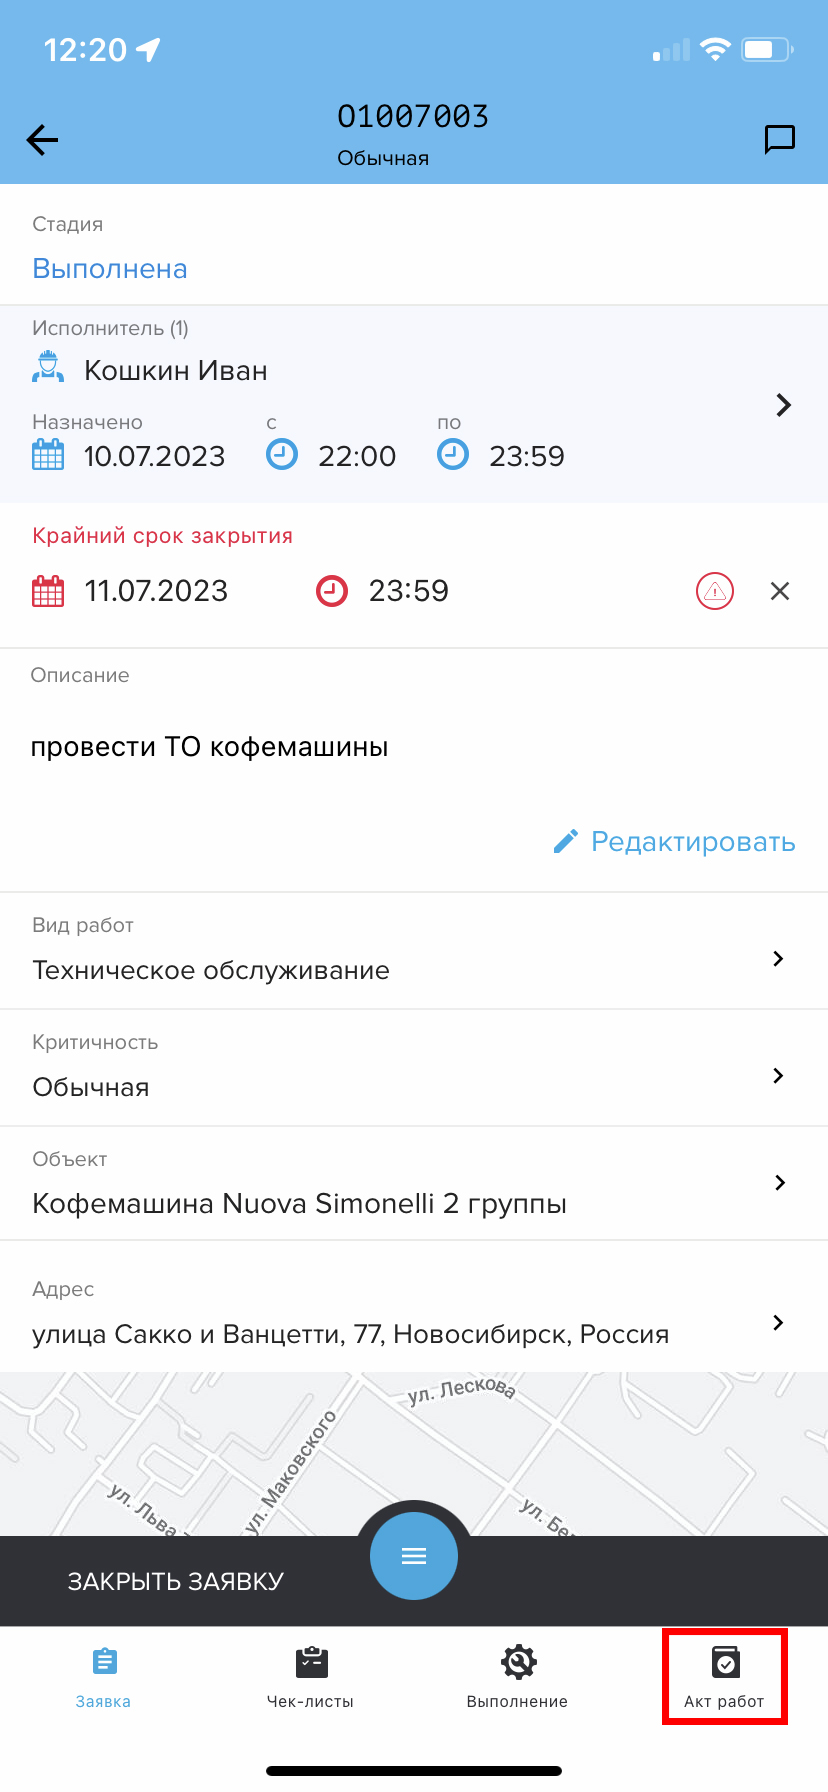 12:20
O1007003
Обычная
Стадия
Выполнена
Исполнитель (1)
Кошкин Иван
Назначено с по
10.07.2023 22:00 23:59
Крайний срок закрытия
11.07.2023 23:59
Описание
провести ТО кофемашины
Редактировать
Вид работ
Техническое обслуживание
Критичность
Обычная
Объект
Кофемашина Nuova Simonelli 2 группы
Адрес
улица Сакко и Ванцетти, 77, Новосибирск, Россия
ул. Лескова
ул. Маковского
ул. Льва
ул. Бе
ЗАКРЫТЬ ЗАЯВКУ
Заявка Чек-листы Выполнение Акт работ